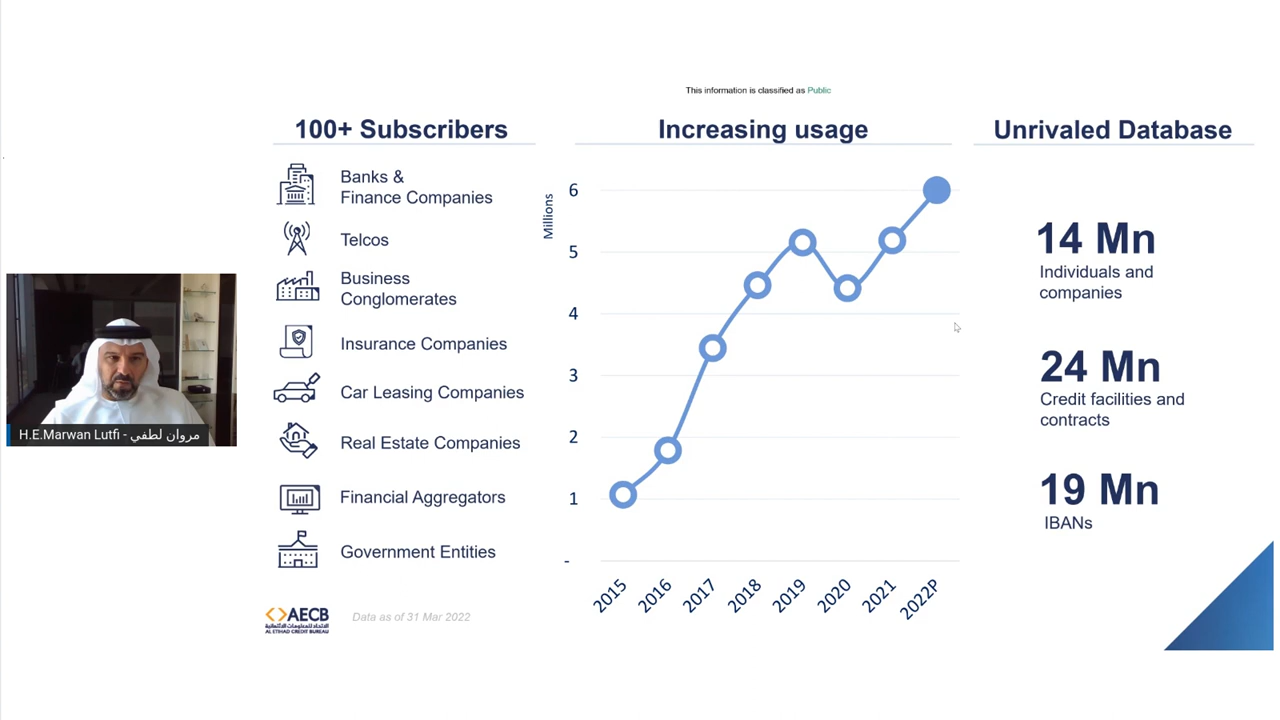 This information is classified as Public
100+ Subscribers
Banks &
Finance Companies
Telcos
Business
Conglomerates
Insurance Companies
Car Leasing Companies
Real Estate Companies
Financial Aggregators
Government Entities
AECB
الاتحاد للمعلومات الائتمانية
AL ETIHAD CREDIT BUREAU
Data as of 31 Mar 2022
Increasing usage
Millions
6
5
4
3
2
1
-
2015
2016
2017
2018
2019
2020
2021
2022P
Unrivaled Database
14 Mn
Individuals and
companies
24 Mn
Credit facilities and
contracts
19 Mn
IBANs
H.E.Marwan Lutfi - مروان لطفي